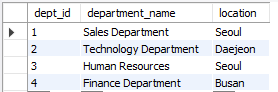 dept_id department_name location
1 Sales Department Seoul
2 Technology Department Daejeon
3 Human Resources Seoul
4 Finance Department Busan